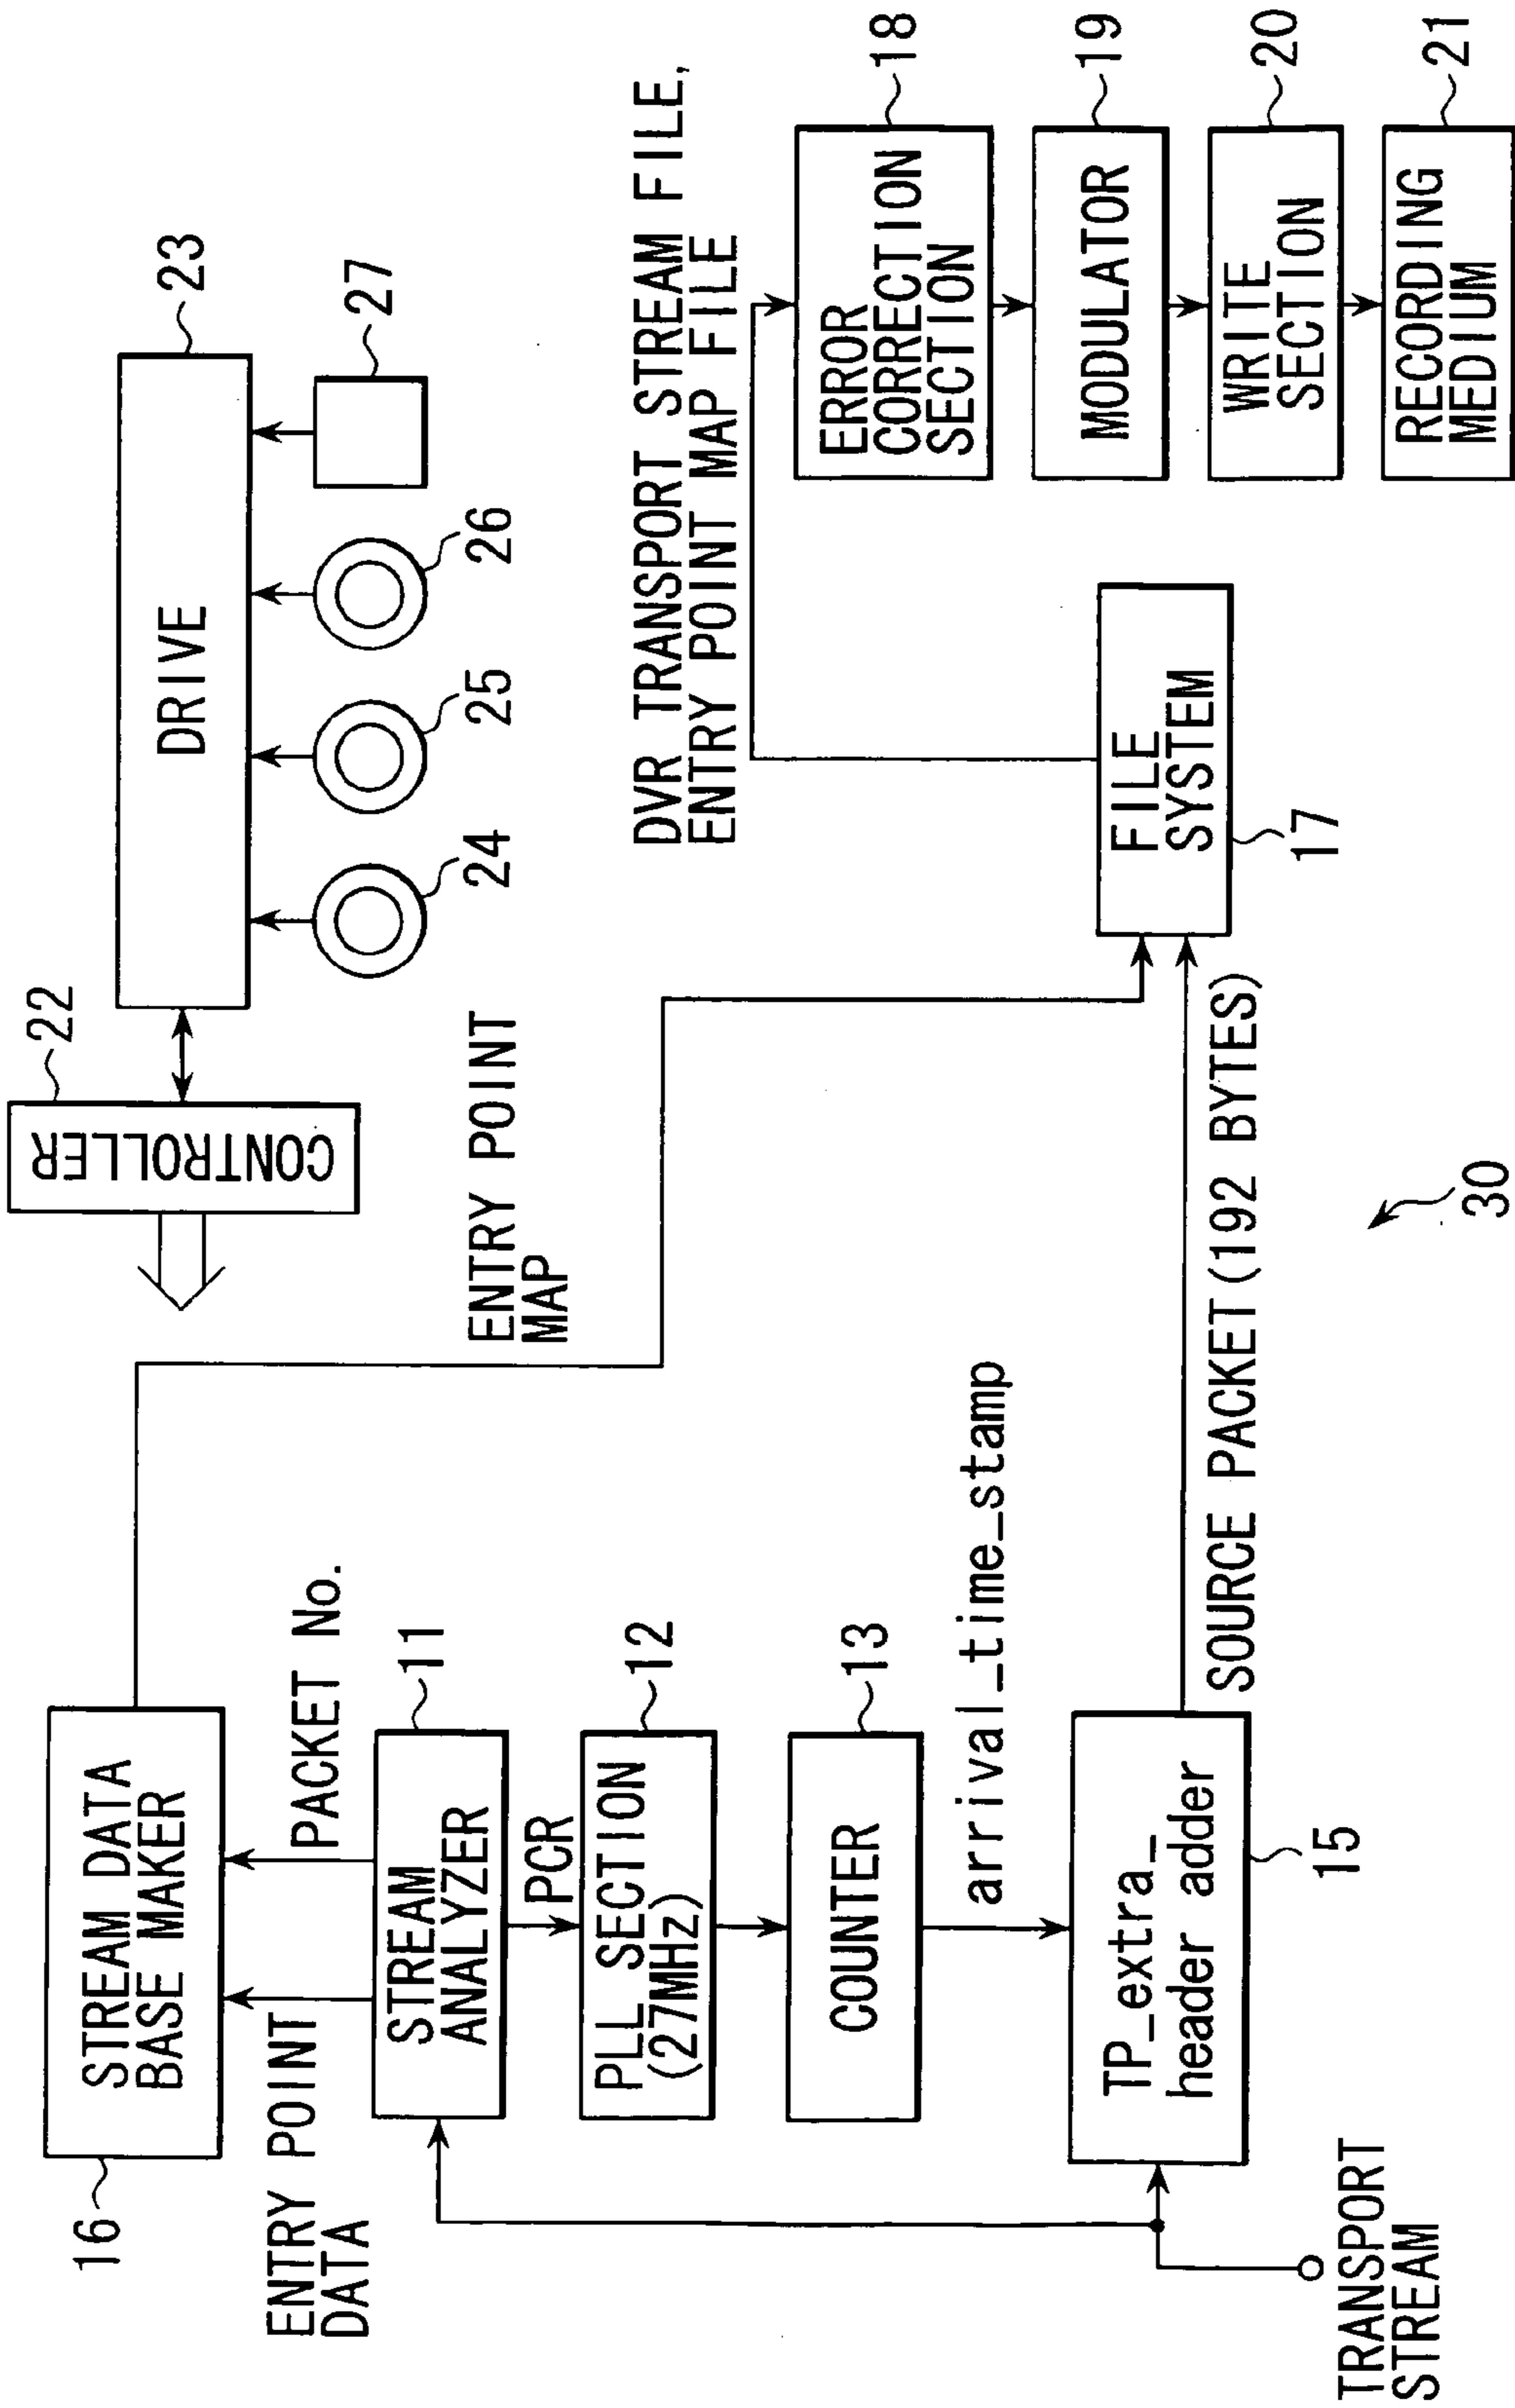 16
STREAM DATA
BASE MAKER
ENTRY POINT
DATA
PACKET No.
STREAM
ANALYZER
11
PCR
PLL SECTION
(27MHz)
12
COUNTER
13
arrival_time_stamp
TP_extra_
header adder
15
TRANSPORT
STREAM
SOURCE PACKET (192 BYTES)
30
ENTRY POINT
MAP
CONTROLLER
22
DRIVE
23
24
25
26
27
FILE
SYSTEM
17
DVR TRANSPORT STREAM FILE,
ENTRY POINT MAP FILE
ERROR
CORRECTION
SECTION
18
MODULATOR
19
WRITE
SECTION
20
RECORDING
MEDIUM
21